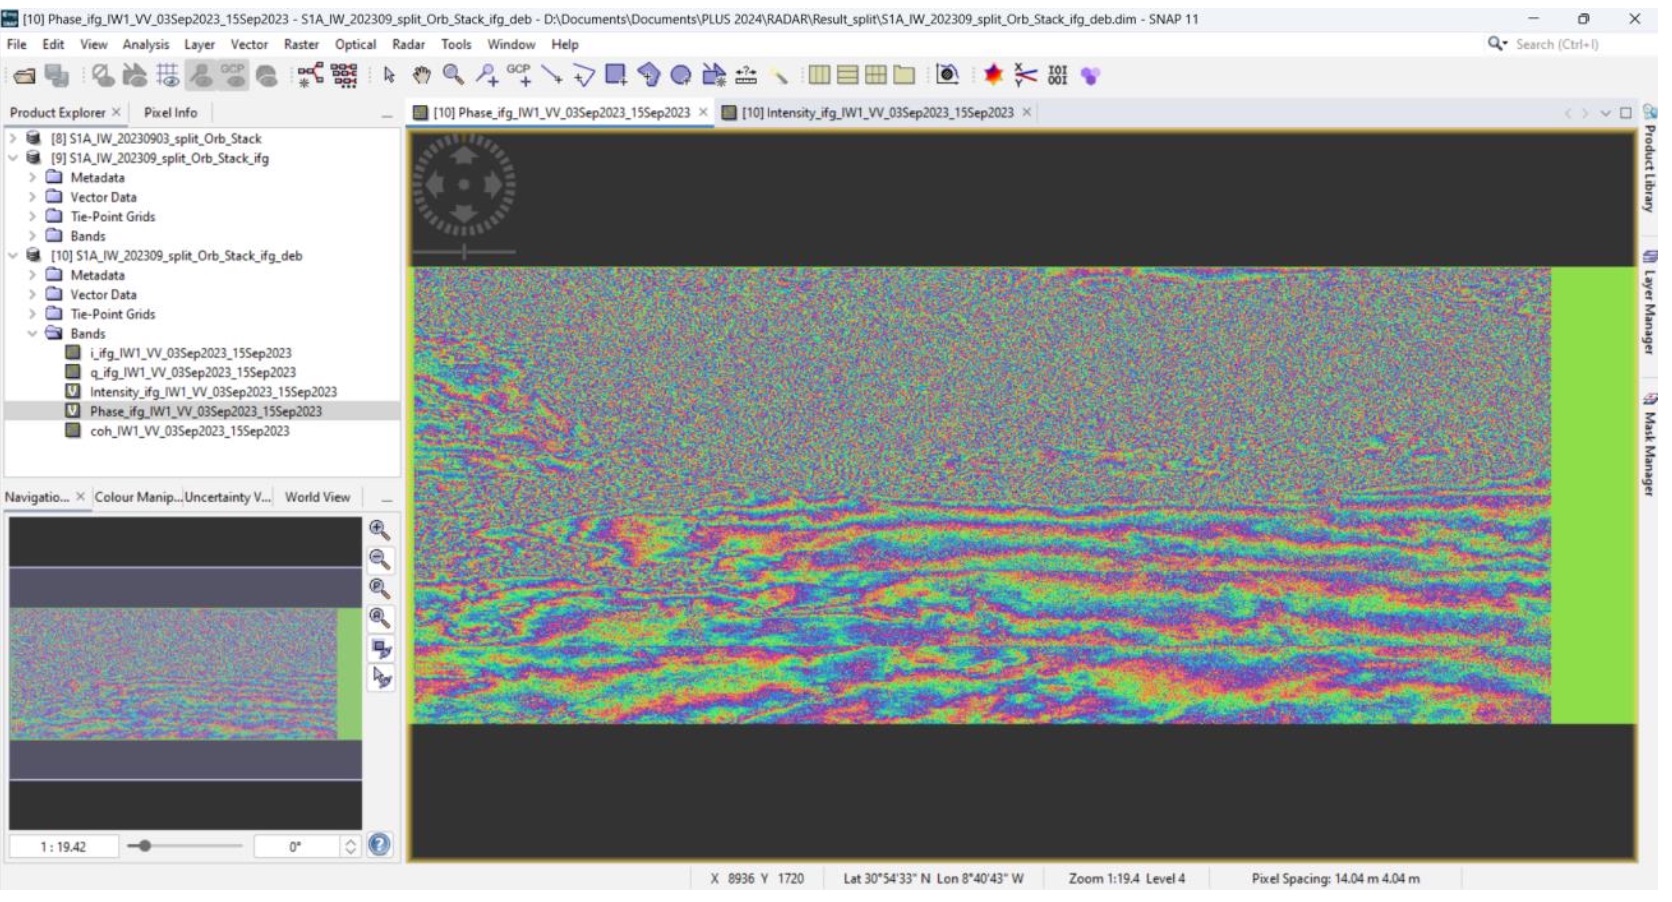 [10] Phase_ifg_IW1_VV_03Sep2023_15Sep2023 - S1A_IW_202309_split_Orb_Stack_ifg_deb - D:\Documents\Documents\PLUS 2024\RADAR\Result_split\S1A_IW_202309_split_Orb_Stack_ifg_deb.dim - SNAP 11
File Edit View Analysis Layer Vector Raster Optical Radar Tools Window Help
Search (Ctrl+I)
GCP GCP
Product Explorer Pixel Info
[10] Phase_ifg_IW1_VV_03Sep2023_15Sep2023 [10] Intensity_ifg_IW1_VV_03Sep2023_15Sep2023
[8] S1A_IW_20230903_split_Orb_Stack
[9] S1A_IW_202309_split_Orb_Stack_ifg
Metadata
Vector Data
Tie-Point Grids
Bands
[10] S1A_IW_202309_split_Orb_Stack_ifg_deb
Metadata
Vector Data
Tie-Point Grids
Bands
i_ifg_IW1_VV_03Sep2023_15Sep2023
q_ifg_IW1_VV_03Sep2023_15Sep2023
Intensity_ifg_IW1_VV_03Sep2023_15Sep2023
Phase_ifg_IW1_VV_03Sep2023_15Sep2023
coh_IW1_VV_03Sep2023_15Sep2023
Navigatio... Colour Manip... Uncertainty V... World View
1 : 19.42
0°
Product Library
Layer Manager
Mask Manager
X 8936 Y 1720
Lat 30°54'33" N Lon 8°40'43" W
Zoom 1:19.4 Level 4
Pixel Spacing: 14.04 m 4.04 m